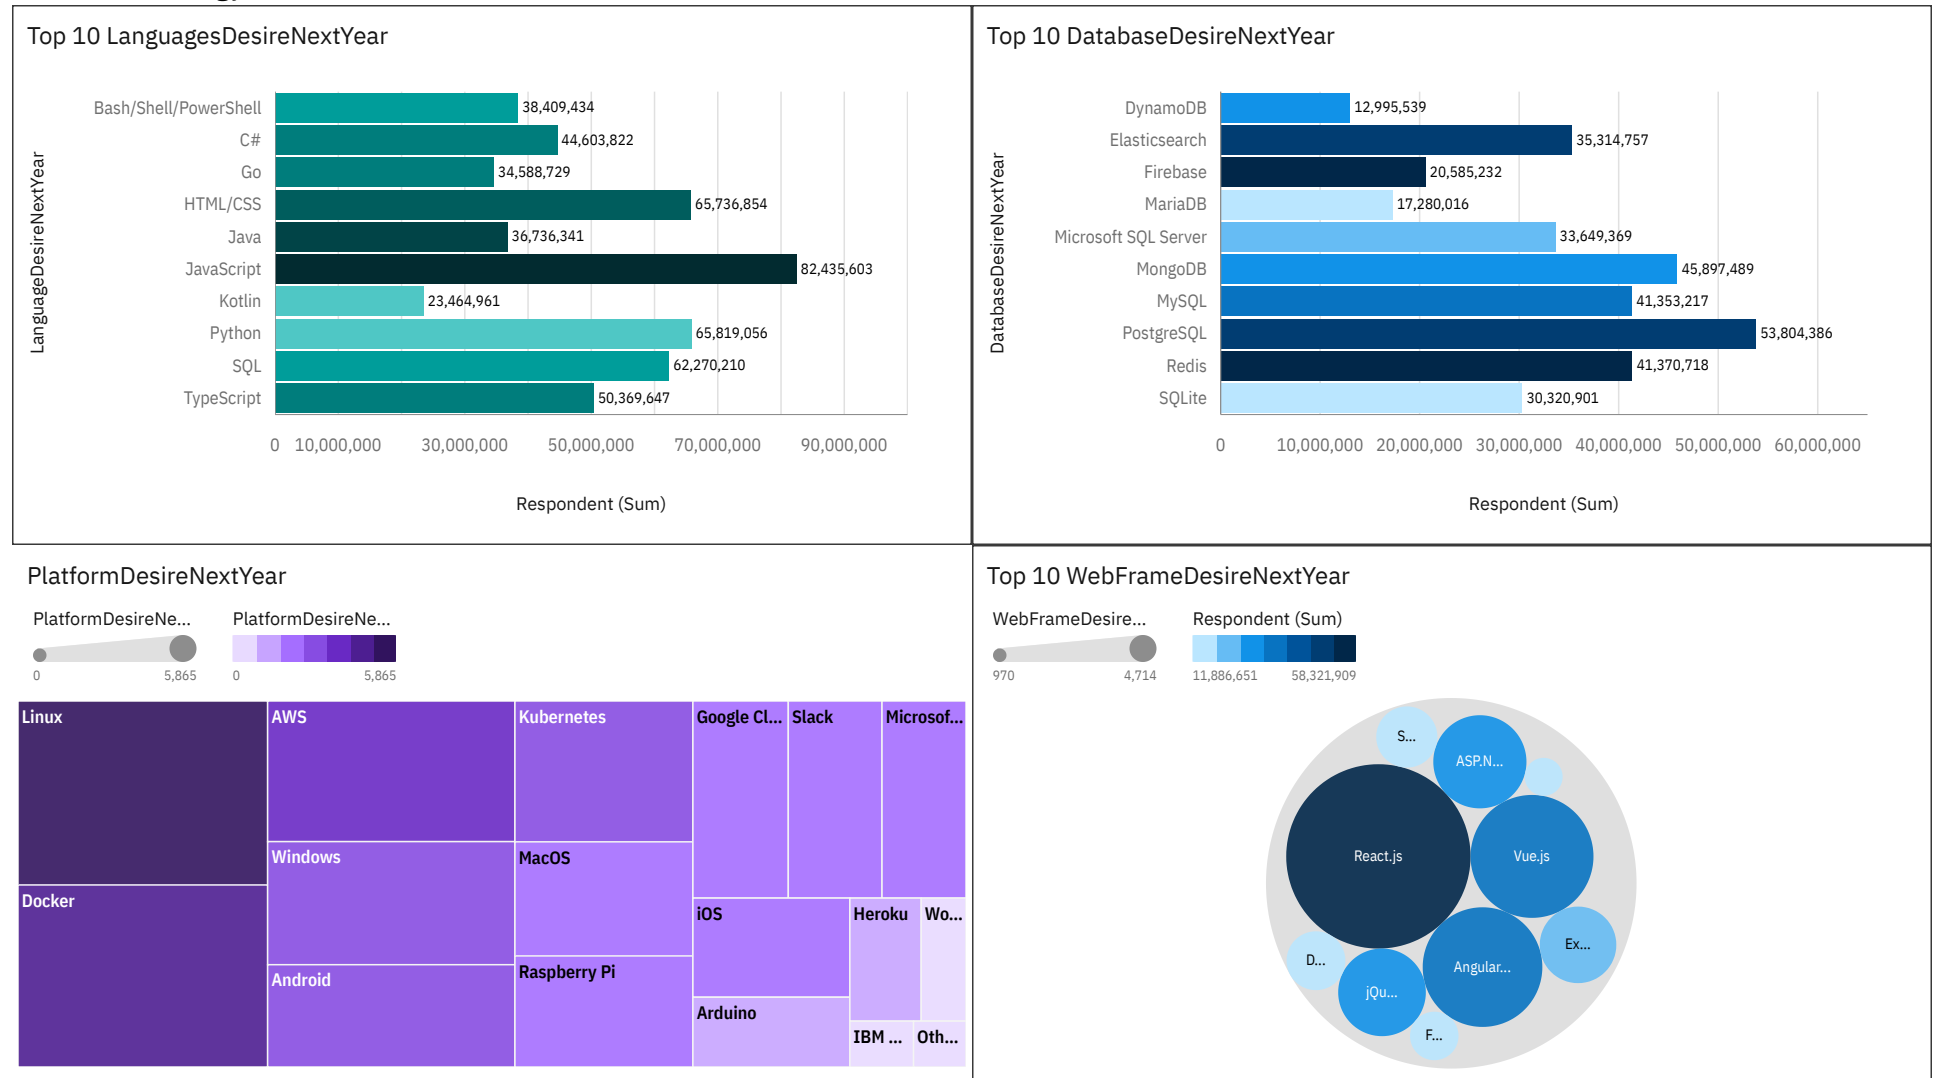 Top 10 LanguagesDesireNextYear
LanguageDesireNextYear
Bash/Shell/PowerShell 38,409,434
C# 44,603,822
Go 34,588,729
HTML/CSS 65,736,854
Java 36,736,341
JavaScript 82,435,603
Kotlin 23,464,961
Python 65,819,056
SQL 62,270,210
TypeScript 50,369,647
0 10,000,000 30,000,000 50,000,000 70,000,000 90,000,000
Respondent (Sum)
Top 10 DatabaseDesireNextYear
DatabaseDesireNextYear
DynamoDB 12,995,539
Elasticsearch 35,314,757
Firebase 20,585,232
MariaDB 17,280,016
Microsoft SQL Server 33,649,369
MongoDB 45,897,489
MySQL 41,353,217
PostgreSQL 53,804,386
Redis 41,370,718
SQLite 30,320,901
0 10,000,000 20,000,000 30,000,000 40,000,000 50,000,000 60,000,000
Respondent (Sum)
PlatformDesireNextYear
PlatformDesireNe... PlatformDesireNe...
0 5,865 0 5,865
Linux AWS Kubernetes Google Cl... Slack Microsof...
Windows MacOS
Docker iOS Heroku Wo...
Android Raspberry Pi
Arduino IBM ... Oth...
Top 10 WebFrameDesireNextYear
WebFrameDesire... Respondent (Sum)
970 4,714 11,886,651 58,321,909
S...
ASP.N...
React.js Vue.js
Ex...
D... Angular...
jQu...
F...